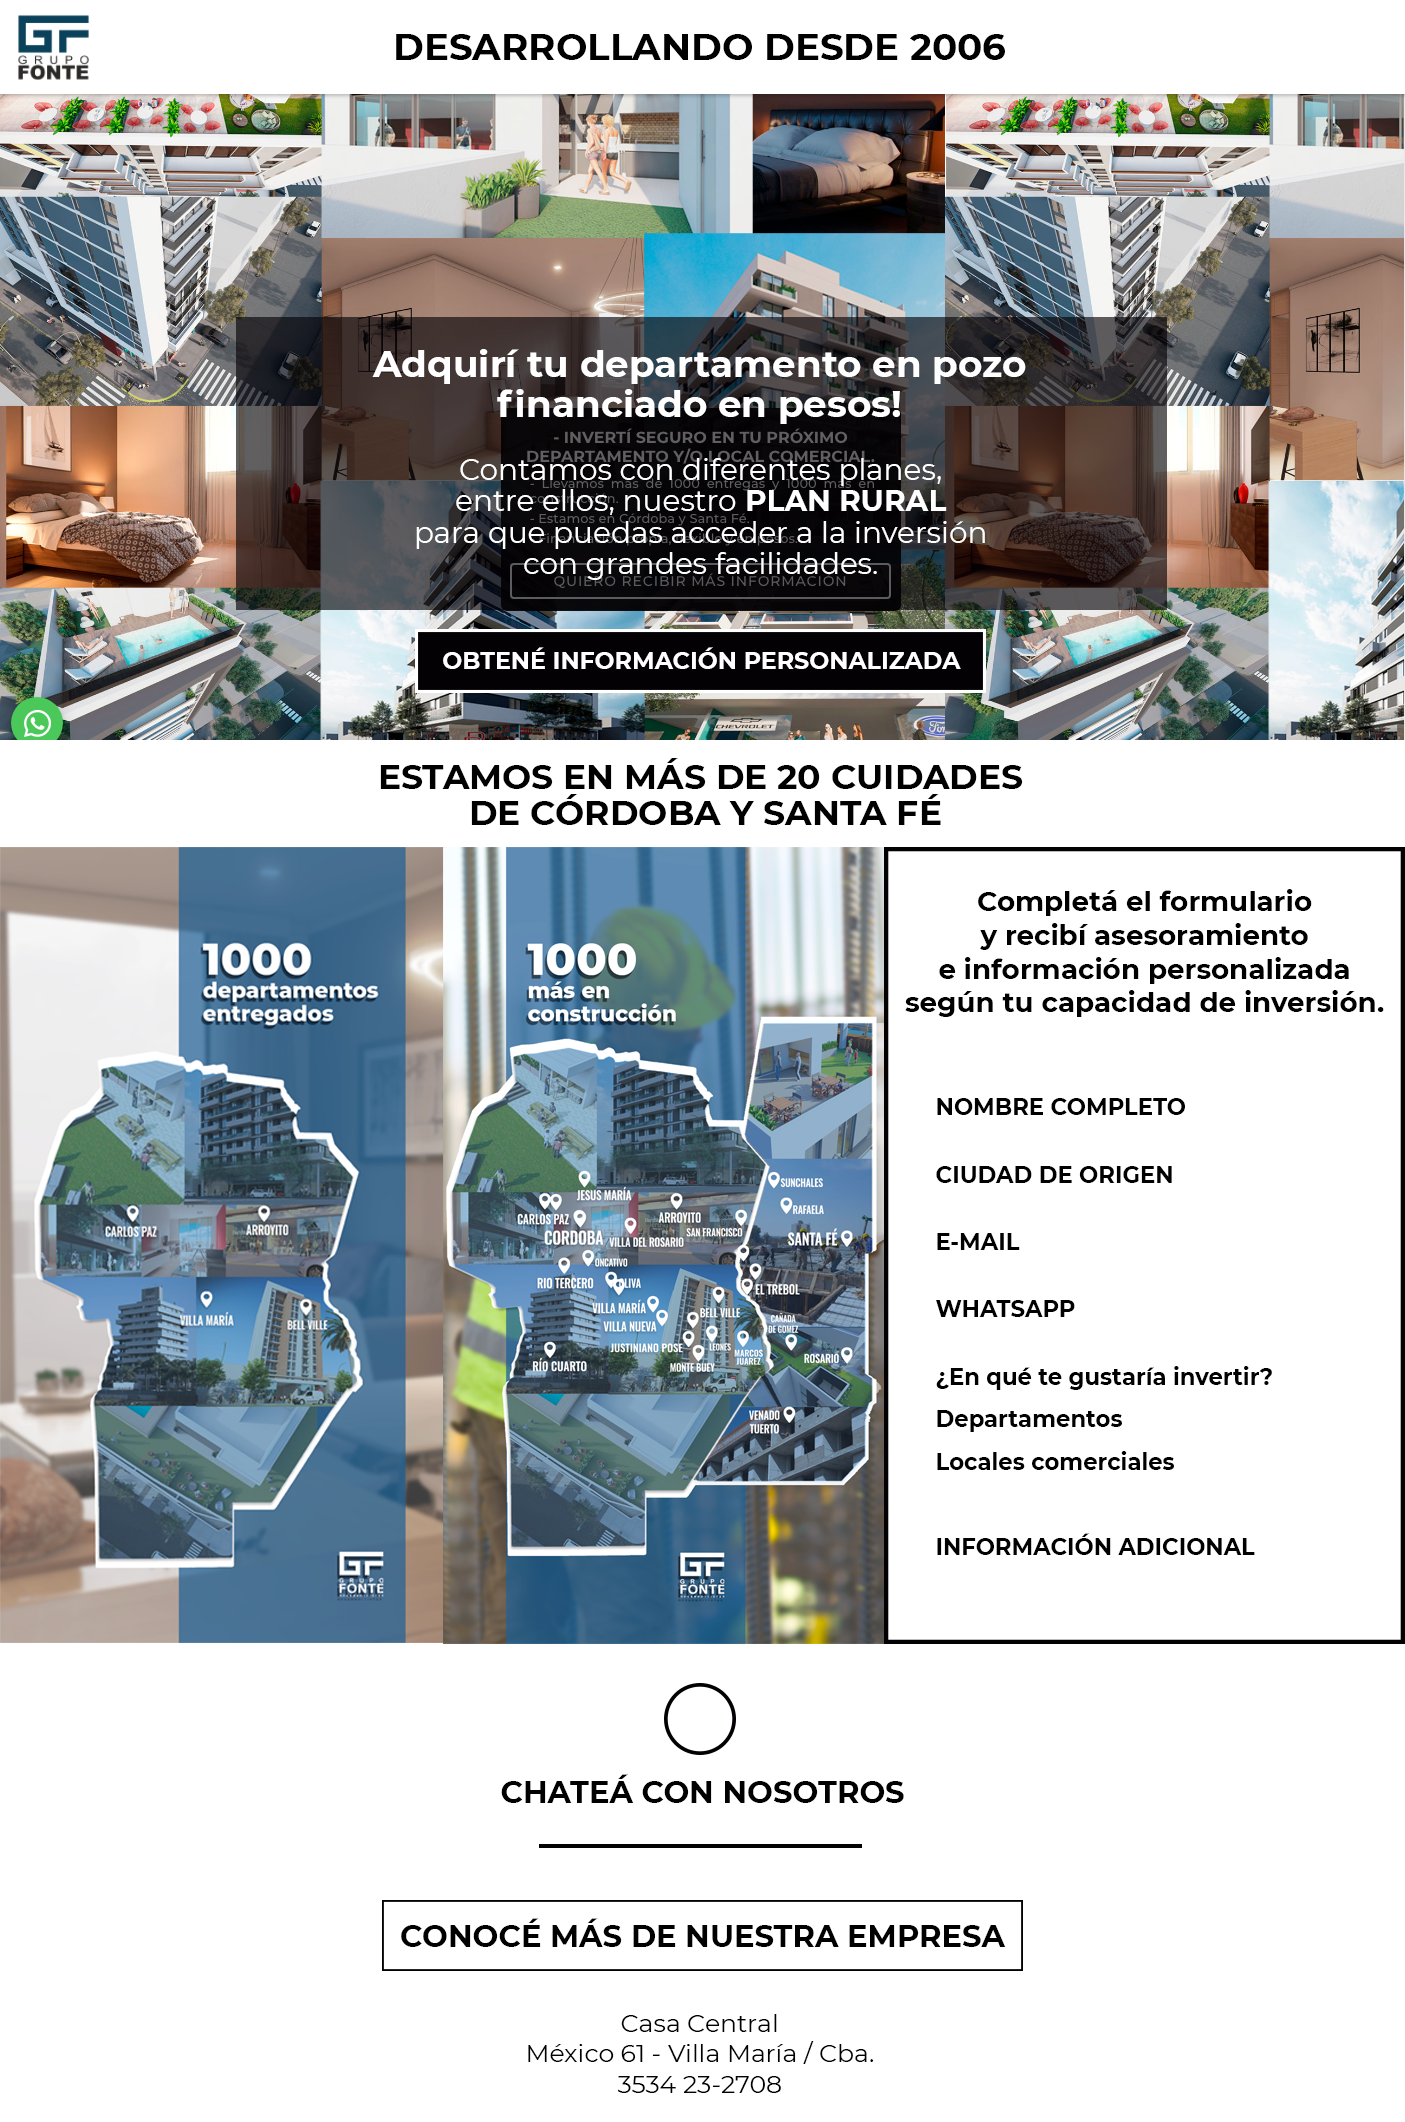 GF
GRUPO
FONTE
DESARROLLANDO DESDE 2006
Adquirí tu departamento en pozo
financiado en pesos!
- INVERTÍ SEGURO EN TU PRÓXIMO
DEPARTAMENTO Y/O LOCAL COMERCIAL.
Contamos con diferentes planes,
- Llevamos más de 1000 entregas y 1000 más en
construcción.
entre ellos, nuestro PLAN RURAL
- Estamos en Córdoba y Santa Fé.
para que puedas acceder a la inversión
con grandes facilidades.
QUIERO RECIBIR MÁS INFORMACIÓN
OBTENÉ INFORMACIÓN PERSONALIZADA
CHEVROLET
Ford
ESTAMOS EN MÁS DE 20 CUIDADES
DE CÓRDOBA Y SANTA FÉ
1000
departamentos
entregados
CARLOS PAZ
ARROYITO
VILLA MARÍA
BELL VILLE
GF
GRUPO
FONTE
1000
más en
construcción
SUNCHALES
JESUS MARÍA
RAFAELA
CARLOS PAZ
ARROYITO
SAN FRANCISCO
CORDOBA
VILLA DEL ROSARIO
SANTA FÉ
ONCATIVO
RIO TERCERO
OLIVA
EL TREBOL
VILLA MARÍA
BELL VILLE
CAÑADA
DE GOMEZ
VILLA NUEVA
JUSTINIANO POSE
LEONES
MARCOS
JUAREZ
ROSARIO
RÍO CUARTO
MONTE BUEY
VENADO
TUERTO
GF
GRUPO
FONTE
Completá el formulario
y recibí asesoramiento
e información personalizada
según tu capacidad de inversión.
NOMBRE COMPLETO
CIUDAD DE ORIGEN
E-MAIL
WHATSAPP
¿En qué te gustaría invertir?
Departamentos
Locales comerciales
INFORMACIÓN ADICIONAL
CHATEÁ CON NOSOTROS
CONOCÉ MÁS DE NUESTRA EMPRESA
Casa Central
México 61 - Villa María / Cba.
3534 23-2708